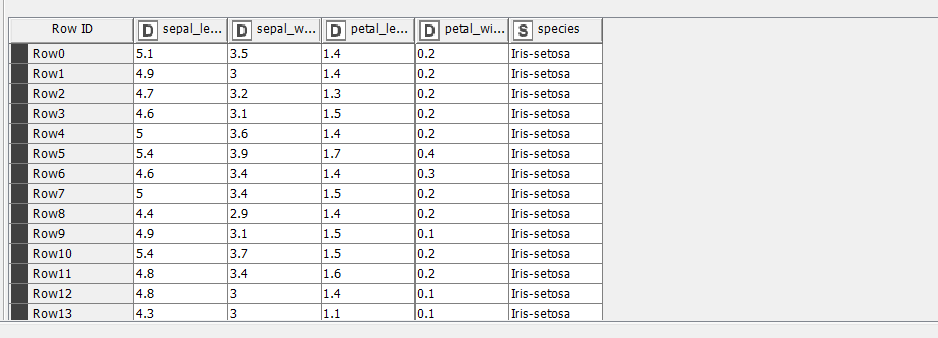 Row ID D sepal_le... D sepal_w... D petal_le... D petal_wi... S species
Row0 5.1 3.5 1.4 0.2 Iris-setosa
Row1 4.9 3 1.4 0.2 Iris-setosa
Row2 4.7 3.2 1.3 0.2 Iris-setosa
Row3 4.6 3.1 1.5 0.2 Iris-setosa
Row4 5 3.6 1.4 0.2 Iris-setosa
Row5 5.4 3.9 1.7 0.4 Iris-setosa
Row6 4.6 3.4 1.4 0.3 Iris-setosa
Row7 5 3.4 1.5 0.2 Iris-setosa
Row8 4.4 2.9 1.4 0.2 Iris-setosa
Row9 4.9 3.1 1.5 0.1 Iris-setosa
Row10 5.4 3.7 1.5 0.2 Iris-setosa
Row11 4.8 3.4 1.6 0.2 Iris-setosa
Row12 4.8 3 1.4 0.1 Iris-setosa
Row13 4.3 3 1.1 0.1 Iris-setosa